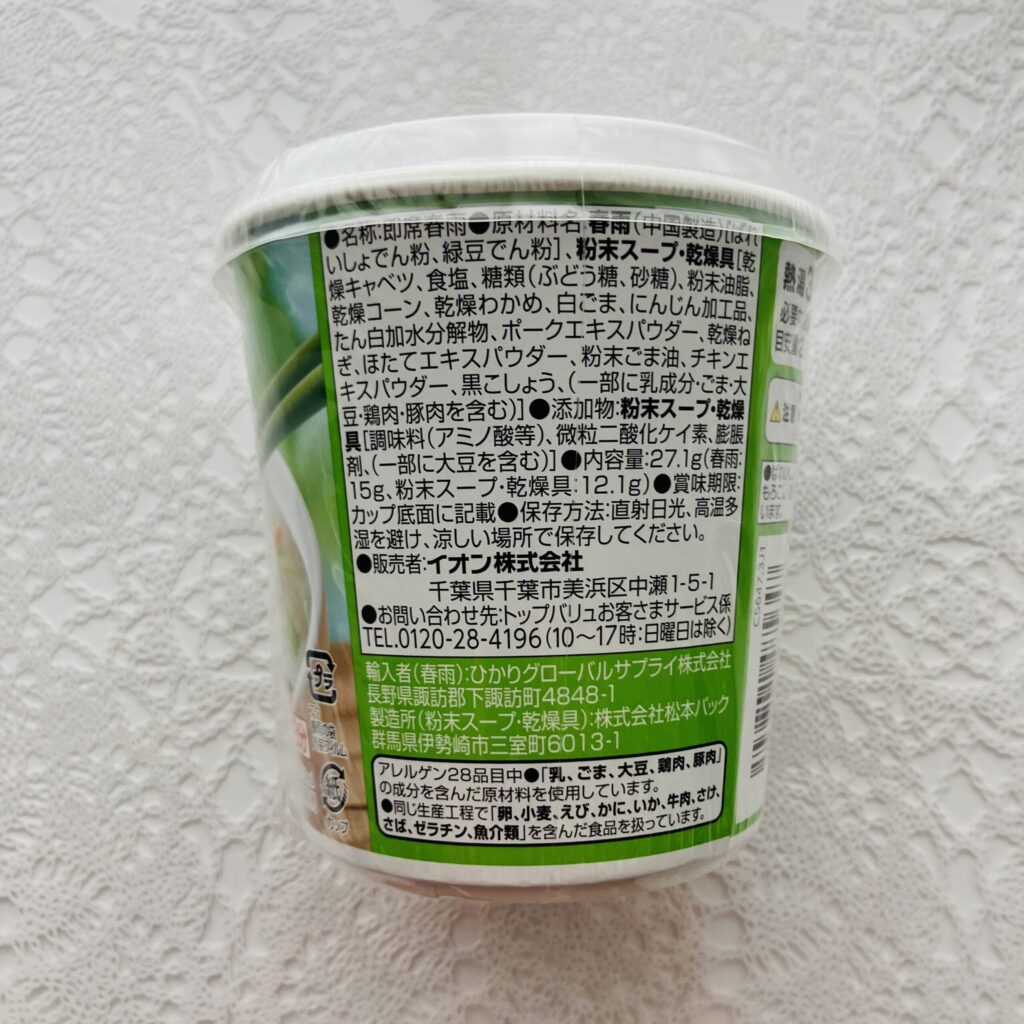 ●名称:即席春雨●原材料名:春雨(中国製造)[ばれ
いしょでん粉、緑豆でん粉]、粉末スープ・乾燥具[乾
燥キャベツ、食塩、糖類(ぶどう糖、砂糖)、粉末油脂、
乾燥コーン、乾燥わかめ、白ごま、にんじん加工品、
たん白加水分解物、ポークエキスパウダー、乾燥ね
ぎ、ほたてエキスパウダー、粉末ごま油、チキンエ
キスパウダー、黒こしょう、(一部に乳成分・ごま・大
豆・鶏肉・豚肉を含む)]●添加物:粉末スープ・乾燥
具[調味料(アミノ酸等)、微粒二酸化ケイ素、膨脹
剤、(一部に大豆を含む)]●内容量:27.1g(春雨:
15g、粉末スープ・乾燥具:12.1g)●賞味期限:
カップ底面に記載●保存方法:直射日光、高温多
湿を避け、涼しい場所で保存してください。
●販売者:イオン株式会社
千葉県千葉市美浜区中瀬1-5-1
●お問い合わせ先:トップバリュお客さまサービス係
TEL.0120-28-4196(10～17時:日曜日は除く)
輸入者(春雨):ひかりグローバルサプライ株式会社
長野県諏訪郡下諏訪町4848-1
製造所(粉末スープ・乾燥具):株式会社松本パック
群馬県伊勢崎市三室町6013-1
アレルゲン28品目中●「乳、ごま、大豆、鶏肉、豚肉」
の成分を含んだ原材料を使用しています。
●同じ生産工程で「卵、小麦、えび、かに、いか、牛肉、さけ、
さば、ゼラチン、魚介類」を含んだ食品を扱っています。
プラ
紙
カップ
熱湯
必要
目安
注意
もろこ
います。
C5647311